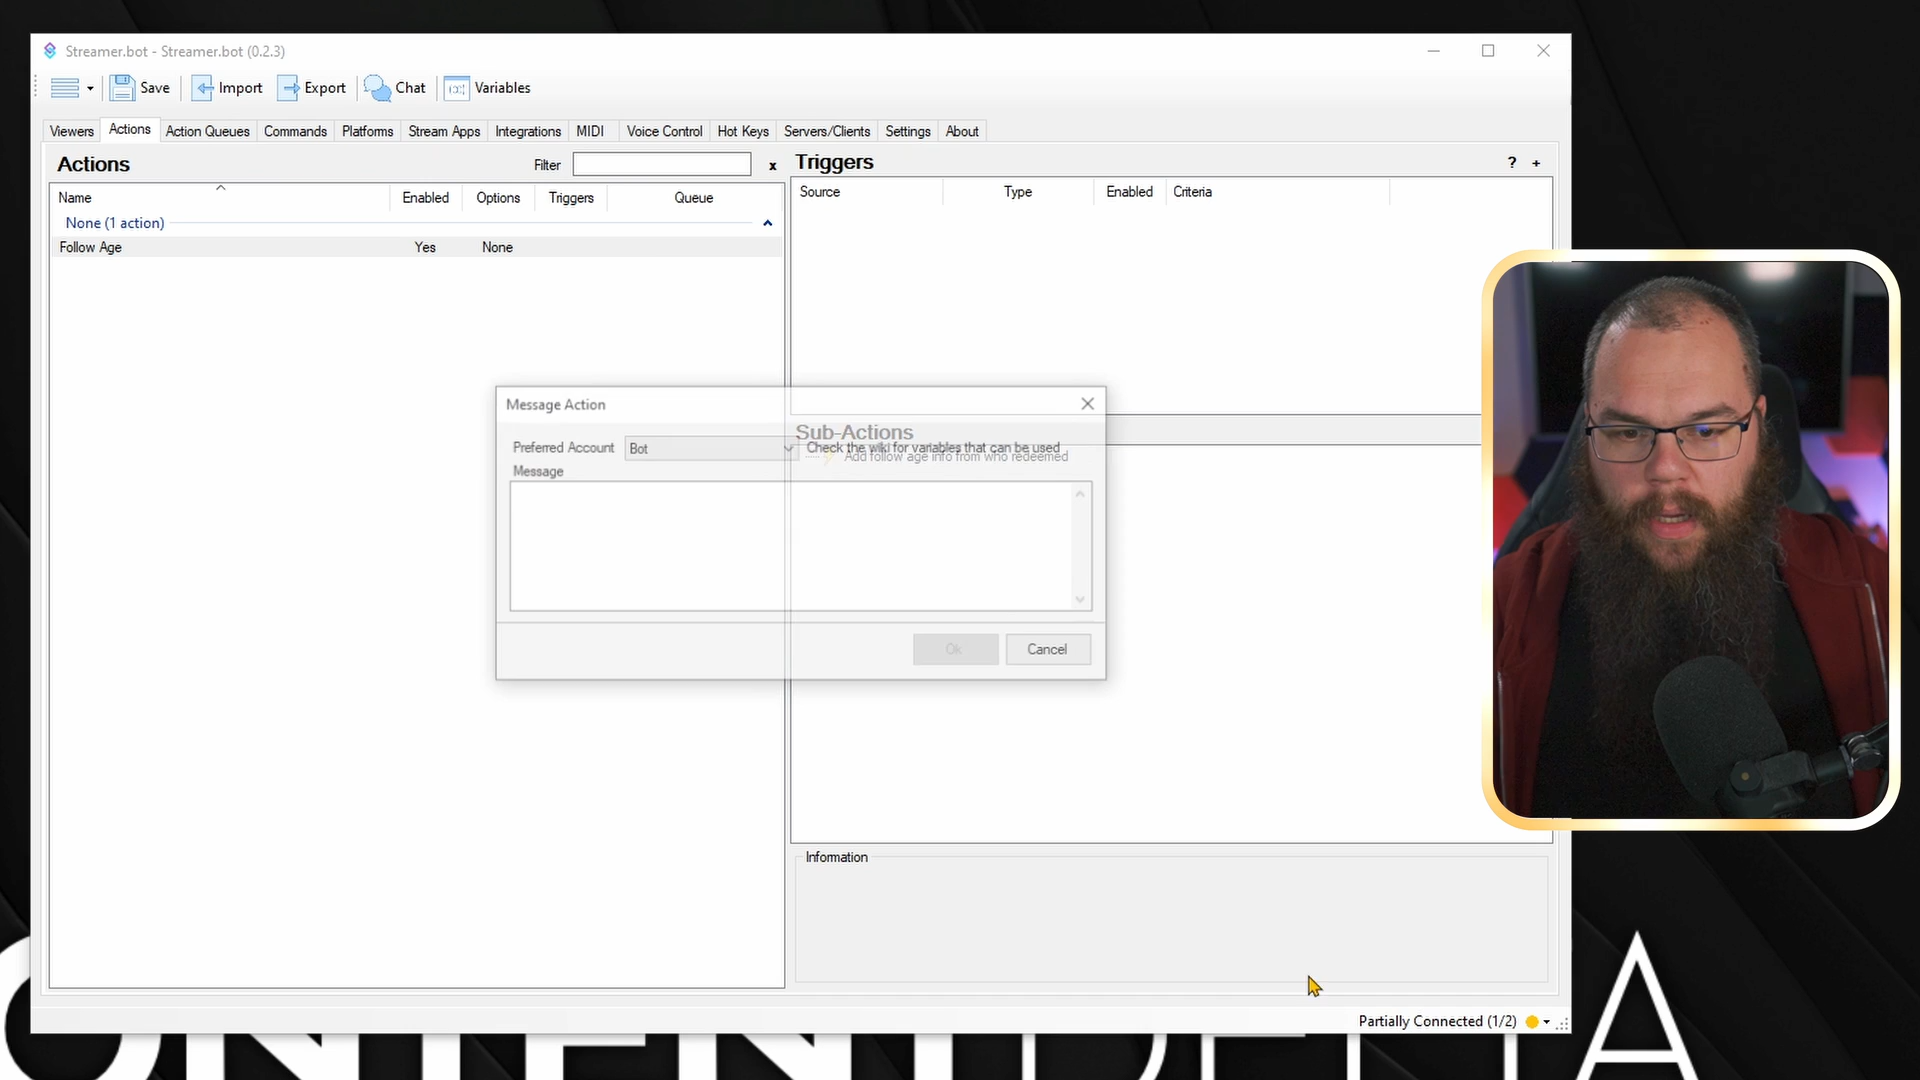 Streamer.bot - Streamer.bot (0.2.3)
Save
Import
Export
Chat
Variables
Viewers
Actions
Action Queues
Commands
Platforms
Stream Apps
Integrations
MIDI
Voice Control
Hot Keys
Servers/Clients
Settings
About
Actions
Filter
x
Triggers
? +
Name
Enabled
Options
Triggers
Queue
Source
Type
Enabled
Criteria
None (1 action)
Follow Age
Yes
None
Message Action
Sub-Actions
Preferred Account
Bot
Check the wiki for variables that can be used
Add follow age info from who redeemed
Message
Ok
Cancel
Information
Partially Connected (1/2)